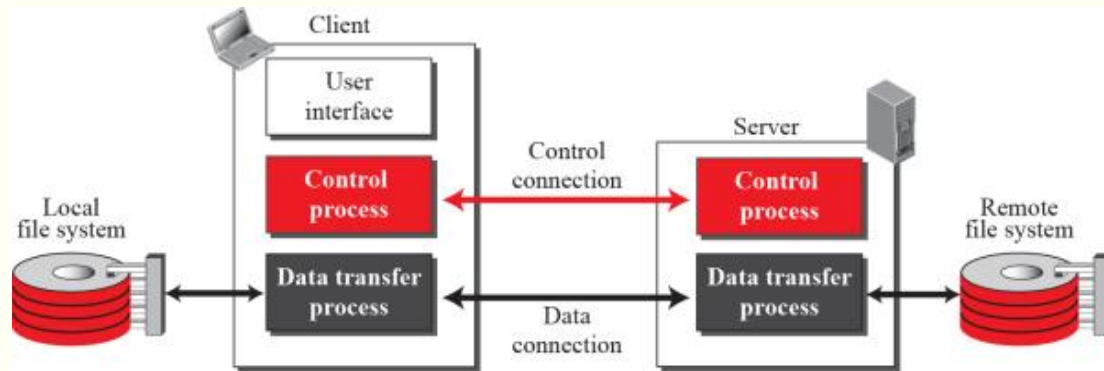 Client
User
interface
Server
Control
connection
Control
process
Control
process
Local
file system
Remote
file system
Data transfer
process
Data transfer
process
Data
connection